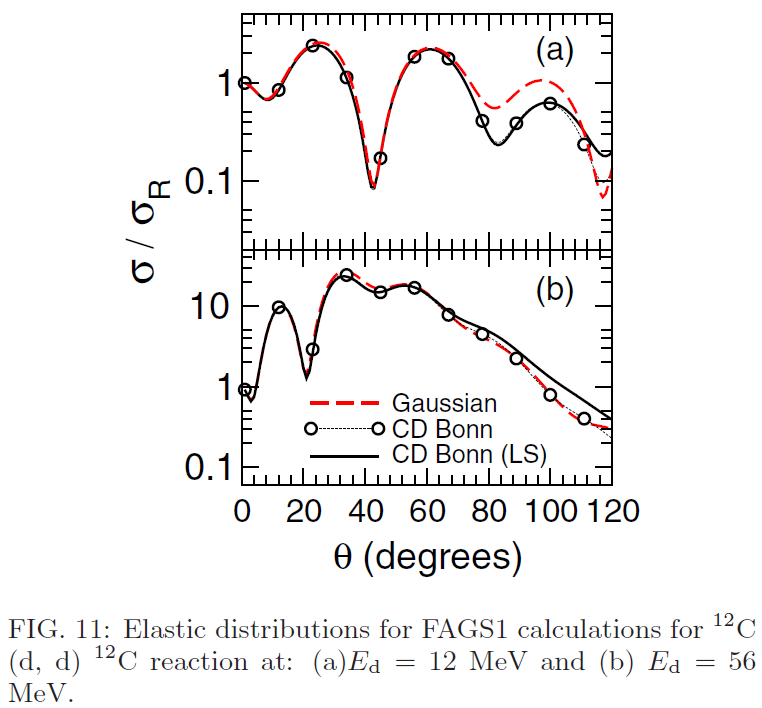 (a)
1
0.1
σ / σR
(b)
10
1
0.1
Gaussian
CD Bonn
CD Bonn (LS)
0 20 40 60 80 100 120
θ (degrees)
FIG. 11: Elastic distributions for FAGS1 calculations for ¹²C
(d, d) ¹²C reaction at: (a)Ed = 12 MeV and (b) Ed = 56
MeV.